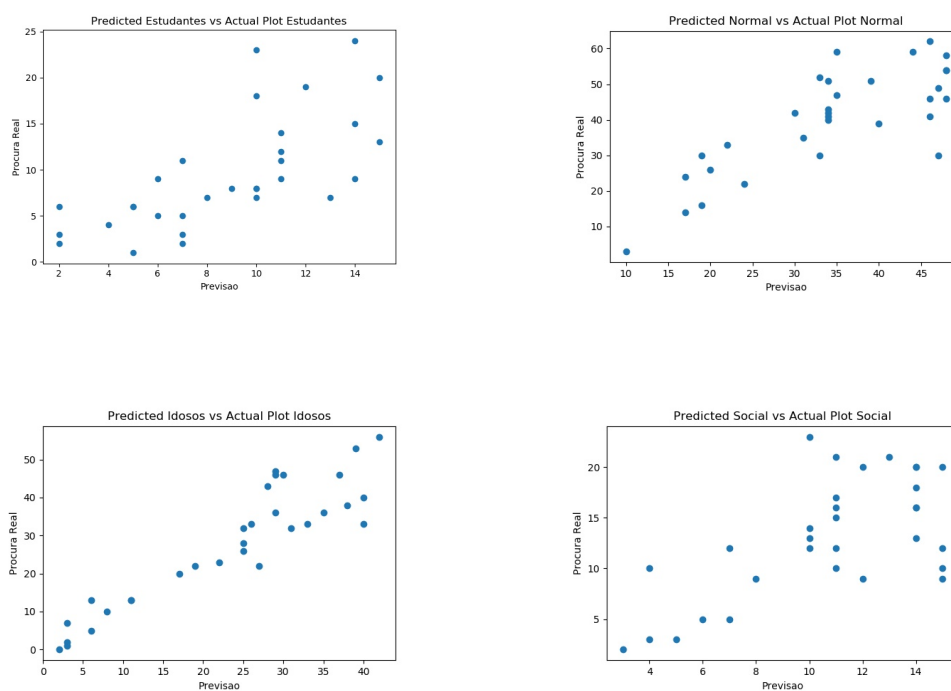 Predicted Estudantes vs Actual Plot Estudantes
25
20
15
10
5
0
Procura Real
2 4 6 8 10 12 14
Previsao
Predicted Normal vs Actual Plot Normal
60
50
40
30
20
10
Procura Real
10 15 20 25 30 35 40 45
Previsao
Predicted Idosos vs Actual Plot Idosos
50
40
30
20
10
0
Procura Real
0 5 10 15 20 25 30 35 40
Previsao
Predicted Social vs Actual Plot Social
20
15
10
5
Procura Real
4 6 8 10 12 14
Previsao